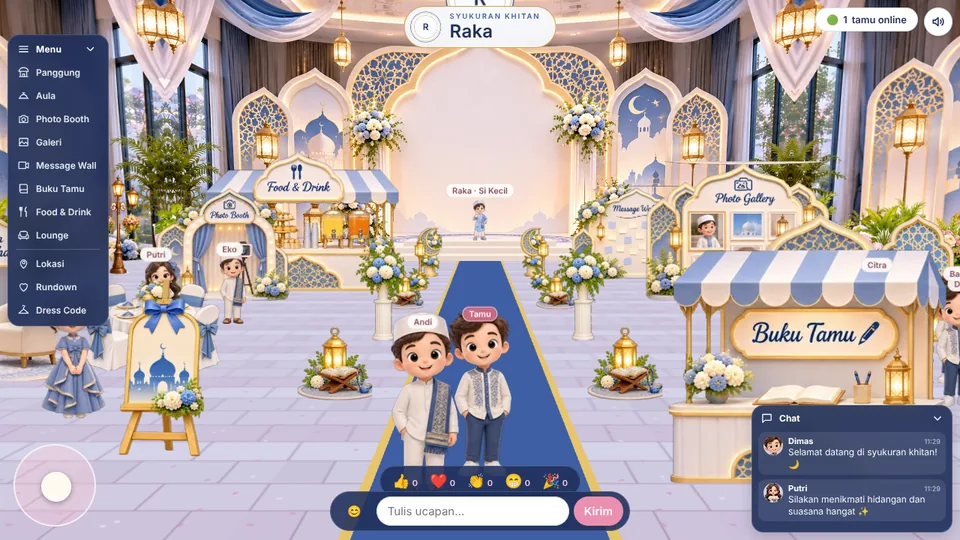 R
SYUKURAN KHITAN
R
Raka
1 tamu online
Menu
Panggung
Aula
Photo Booth
Galeri
Message Wall
Buku Tamu
Food & Drink
Lounge
Lokasi
Rundown
Dress Code
Food & Drink
Photo Booth
Raka · Si Kecil
Message
Photo Gallery
Putri
Eko
Citra
Andi
Tamu
Buku Tamu
Chat
Dimas 11:29
Selamat datang di syukuran khitan!
🌙
Putri 11:29
Silakan menikmati hidangan dan
suasana hangat ✨
👍 0 ❤️ 0 👏 0 😁 0 🎉 0
😊 Tulis ucapan... Kirim